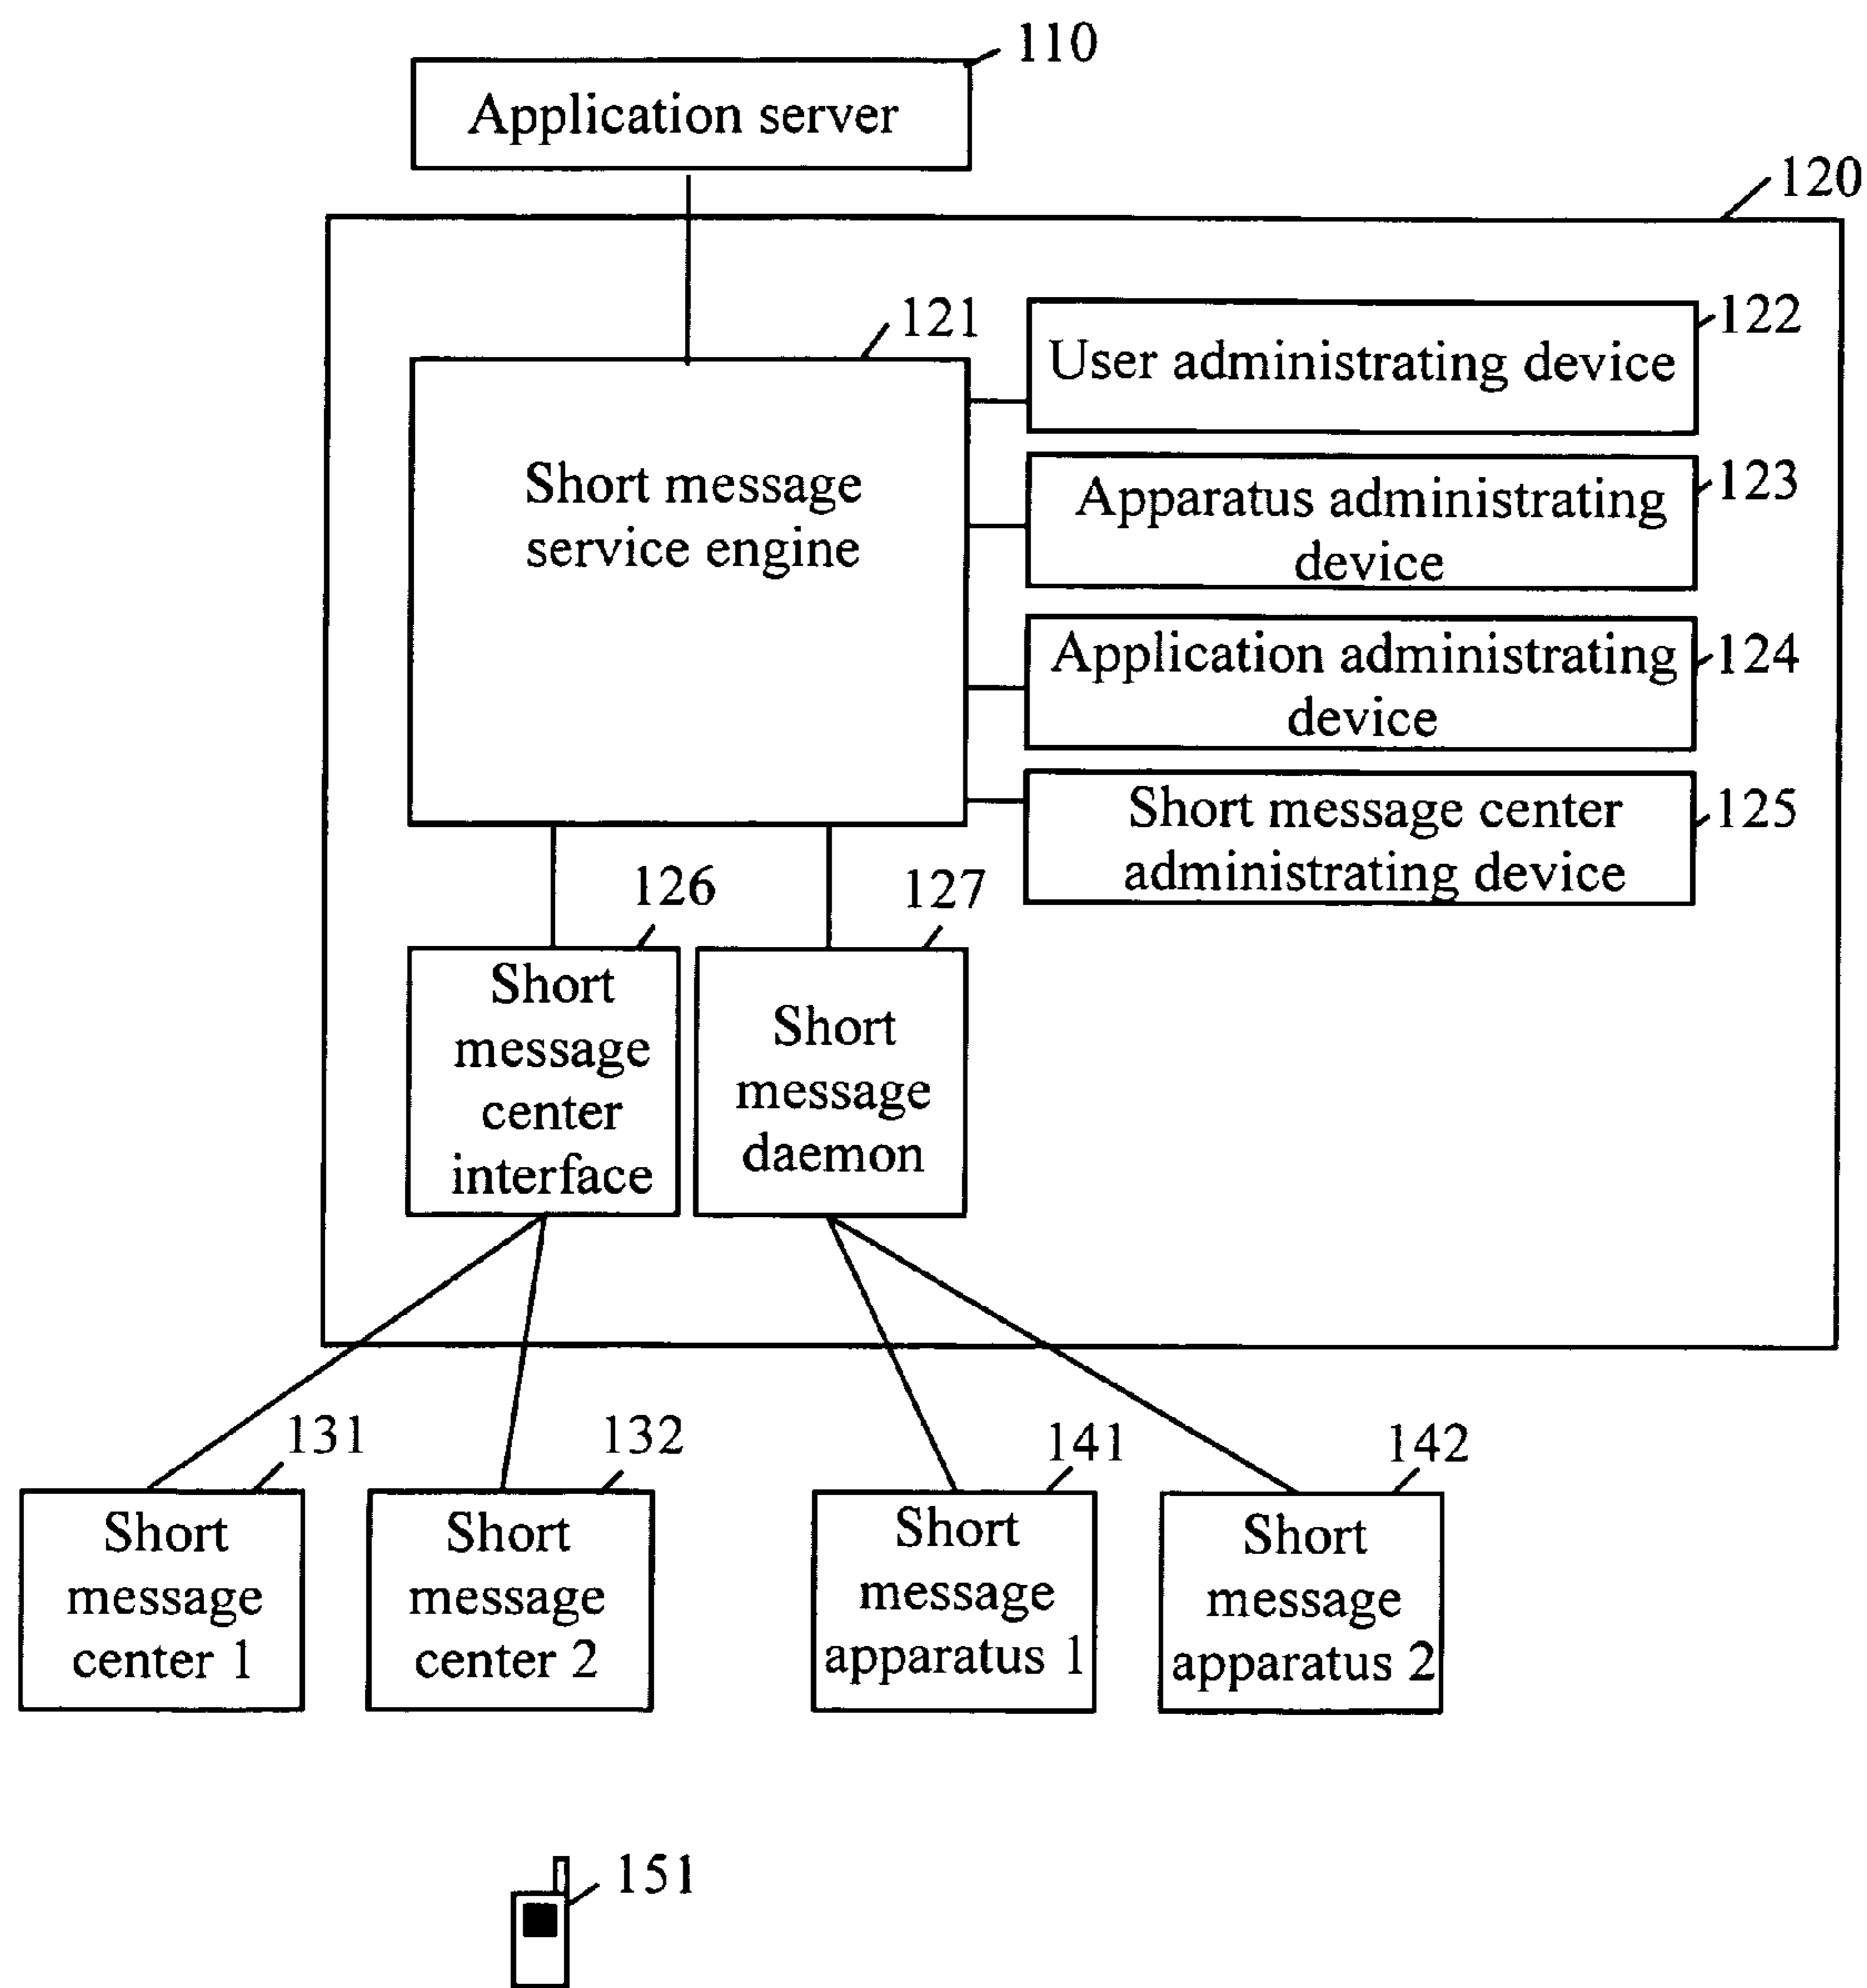 110
Application server
120
121
Short message
service engine
122
User administrating device
123
Apparatus administrating
device
124
Application administrating
device
125
Short message center
administrating device
126
Short
message
center
interface
127
Short
message
daemon
131
Short
message
center 1
132
Short
message
center 2
141
Short
message
apparatus 1
142
Short
message
apparatus 2
151